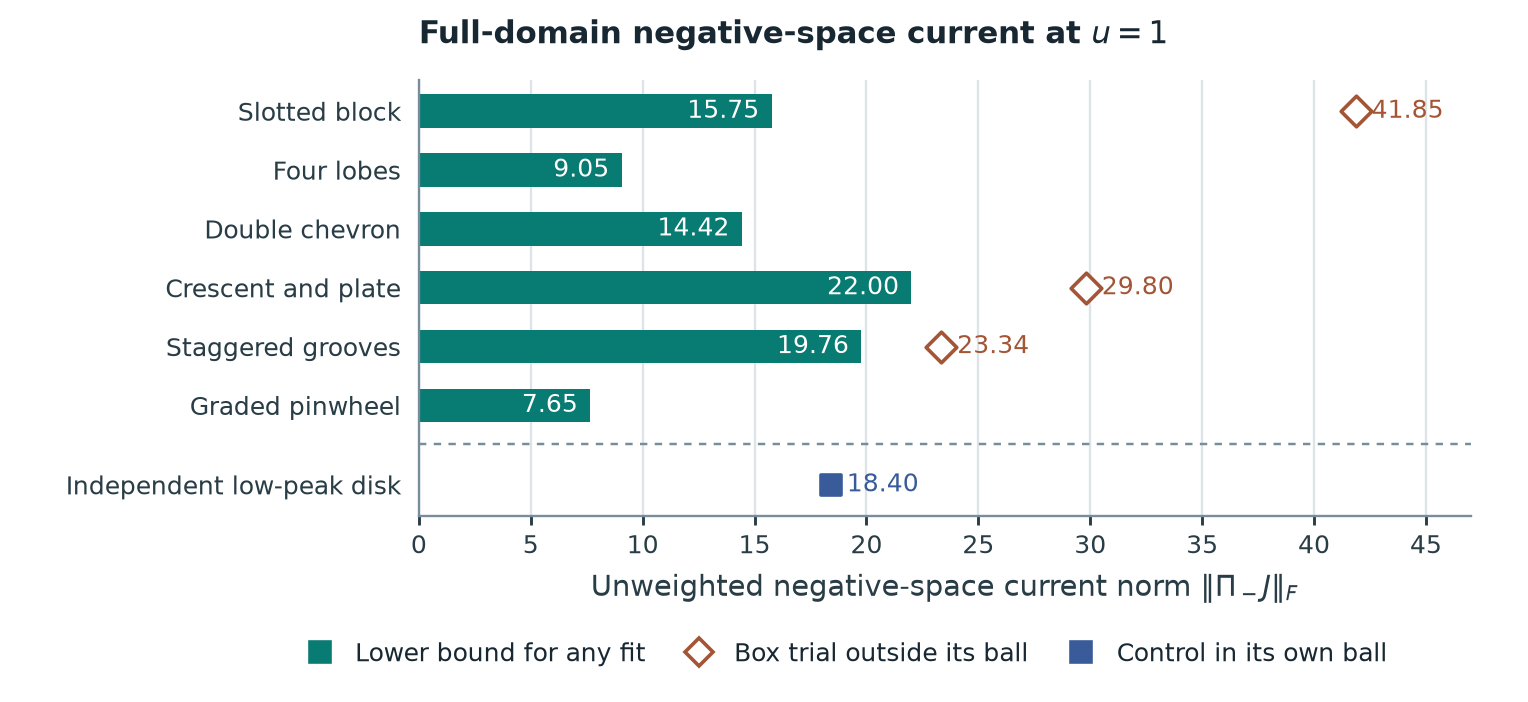 Full-domain negative-space current at u = 1
Slotted block 15.75 41.85
Four lobes 9.05
Double chevron 14.42
Crescent and plate 22.00 29.80
Staggered grooves 19.76 23.34
Graded pinwheel 7.65
Independent low-peak disk 18.40
0 5 10 15 20 25 30 35 40 45
Unweighted negative-space current norm ‖Π₋J‖F
Lower bound for any fit Box trial outside its ball Control in its own ball